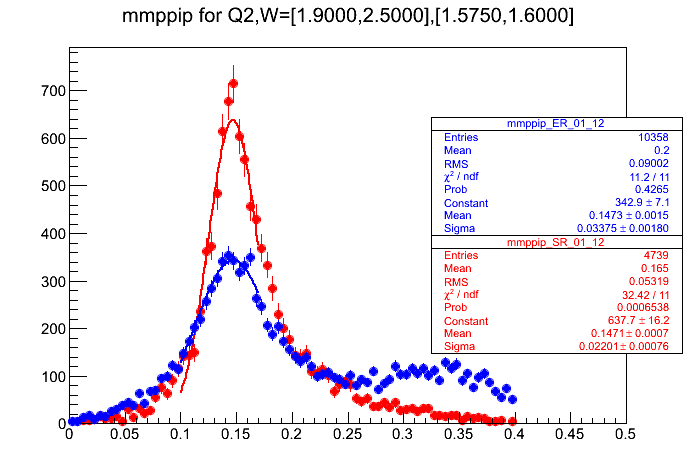 mmppip for Q2,W=[1.9000,2.5000],[1.5750,1.6000]
700
600
500
400
300
200
100
0
0 0.05 0.1 0.15 0.2 0.25 0.3 0.35 0.4 0.45 0.5
mmppip_ER_01_12
Entries 10358
Mean 0.2
RMS 0.09002
χ² / ndf 11.2 / 11
Prob 0.4265
Constant 342.9 ± 7.1
Mean 0.1473 ± 0.0015
Sigma 0.03375 ± 0.00180
mmppip_SR_01_12
Entries 4739
Mean 0.165
RMS 0.05319
χ² / ndf 32.42 / 11
Prob 0.0006538
Constant 637.7 ± 16.2
Mean 0.1471 ± 0.0007
Sigma 0.02201 ± 0.00076